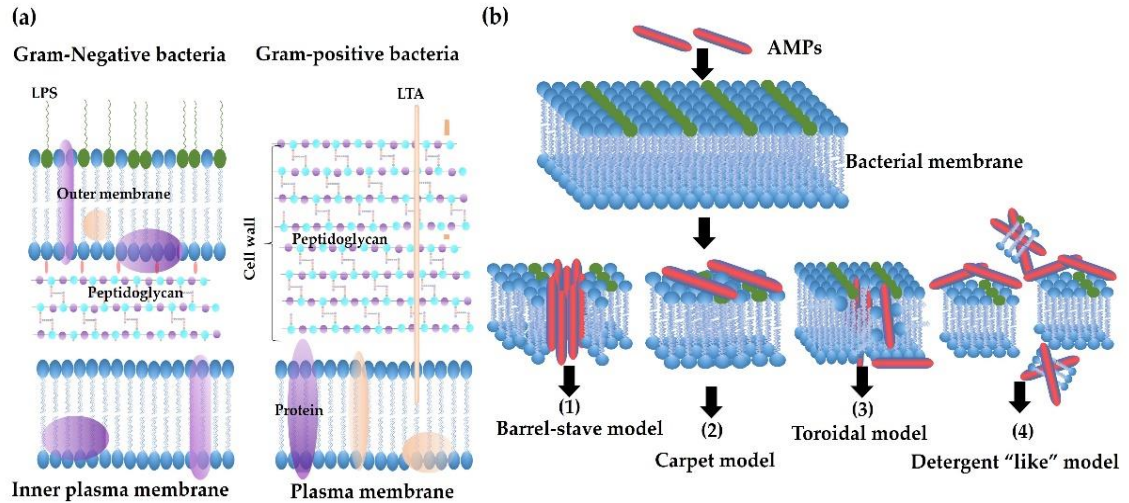 (a)
Gram-Negative bacteria
Gram-positive bacteria
LPS
LTA
Outer membrane
Peptidoglycan
Cell wall
Peptidoglycan
Protein
Inner plasma membrane
Plasma membrane
(b)
AMPs
Bacterial membrane
(1)
Barrel-stave model
(2)
Carpet model
(3)
Toroidal model
(4)
Detergent “like” model